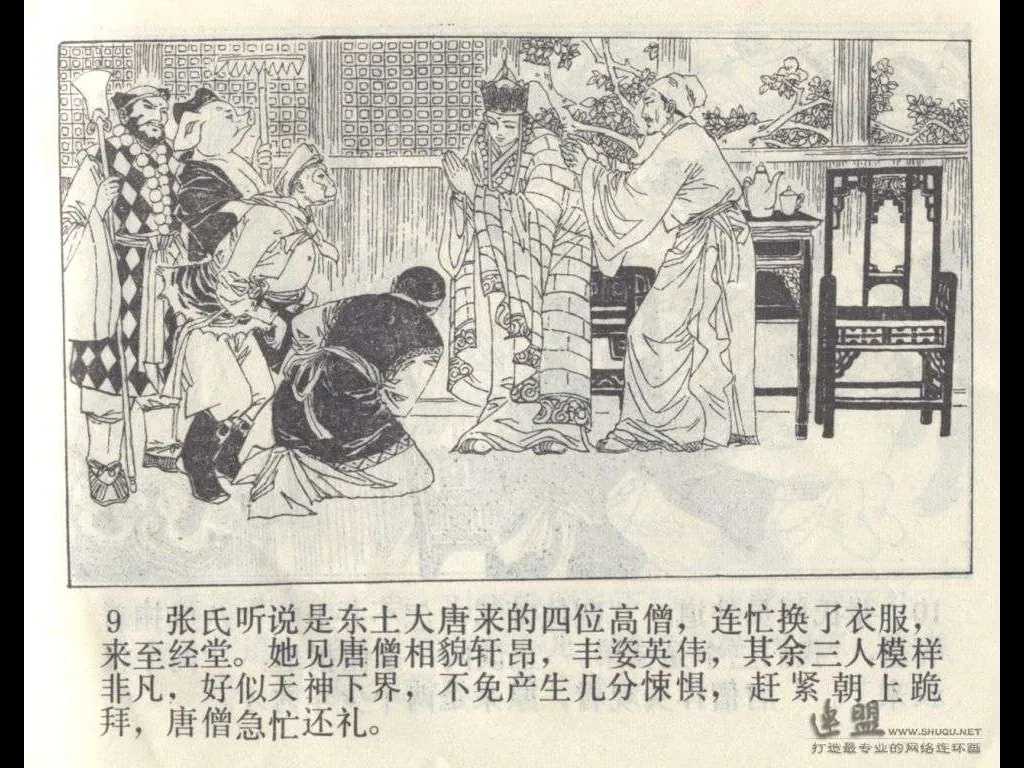 9 张氏听说是东土大唐来的四位高僧，连忙换了衣服，
来至经堂。她见唐僧相貌轩昂，丰姿英伟，其余三人模样
非凡，好似天神下界，不免产生几分悚惧，赶紧朝上跪
拜，唐僧急忙还礼。
连盟 WWW.SHUQU.NET
打造最专业的网络连环画